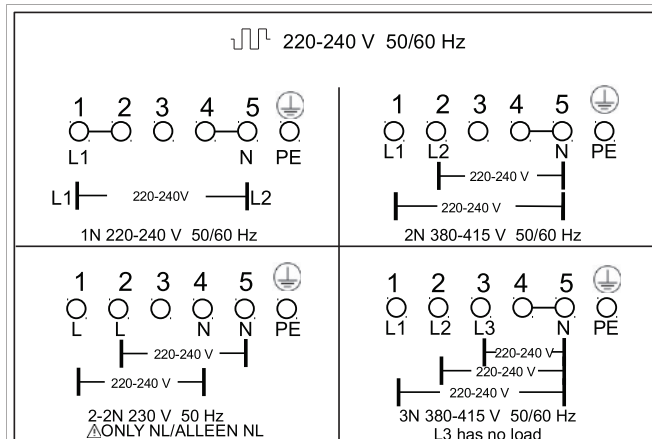 220-240 V 50/60 Hz
1 2 3 4 5
L1 N PE
L1 220-240V L2
1N 220-240 V 50/60 Hz
1 2 3 4 5
L1 L2 N PE
220-240 V
220-240 V
2N 380-415 V 50/60 Hz
1 2 3 4 5
L L N N PE
220-240 V
220-240 V
2-2N 230 V 50 Hz
⚠ONLY NL/ALLEEN NL
1 2 3 4 5
L1 L2 L3 N PE
220-240 V
220-240 V
220-240 V
3N 380-415 V 50/60 Hz
L3 has no load